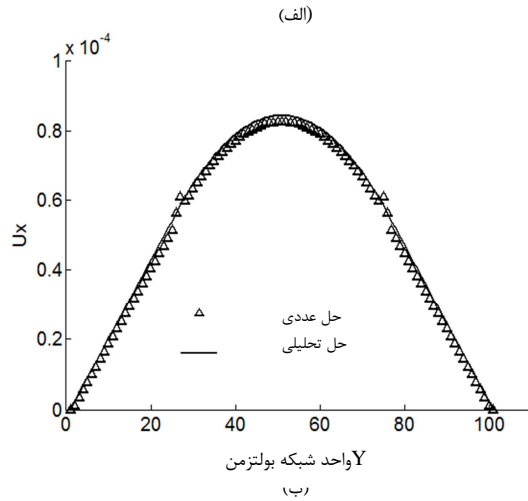 (الف)
1 x 10⁻⁴
0.8
0.6
0.4
0.2
0
Ux
حل عددی
حل تحلیلی
0 20 40 60 80 100
Yواحد شبکه بولتزمن
(ب)